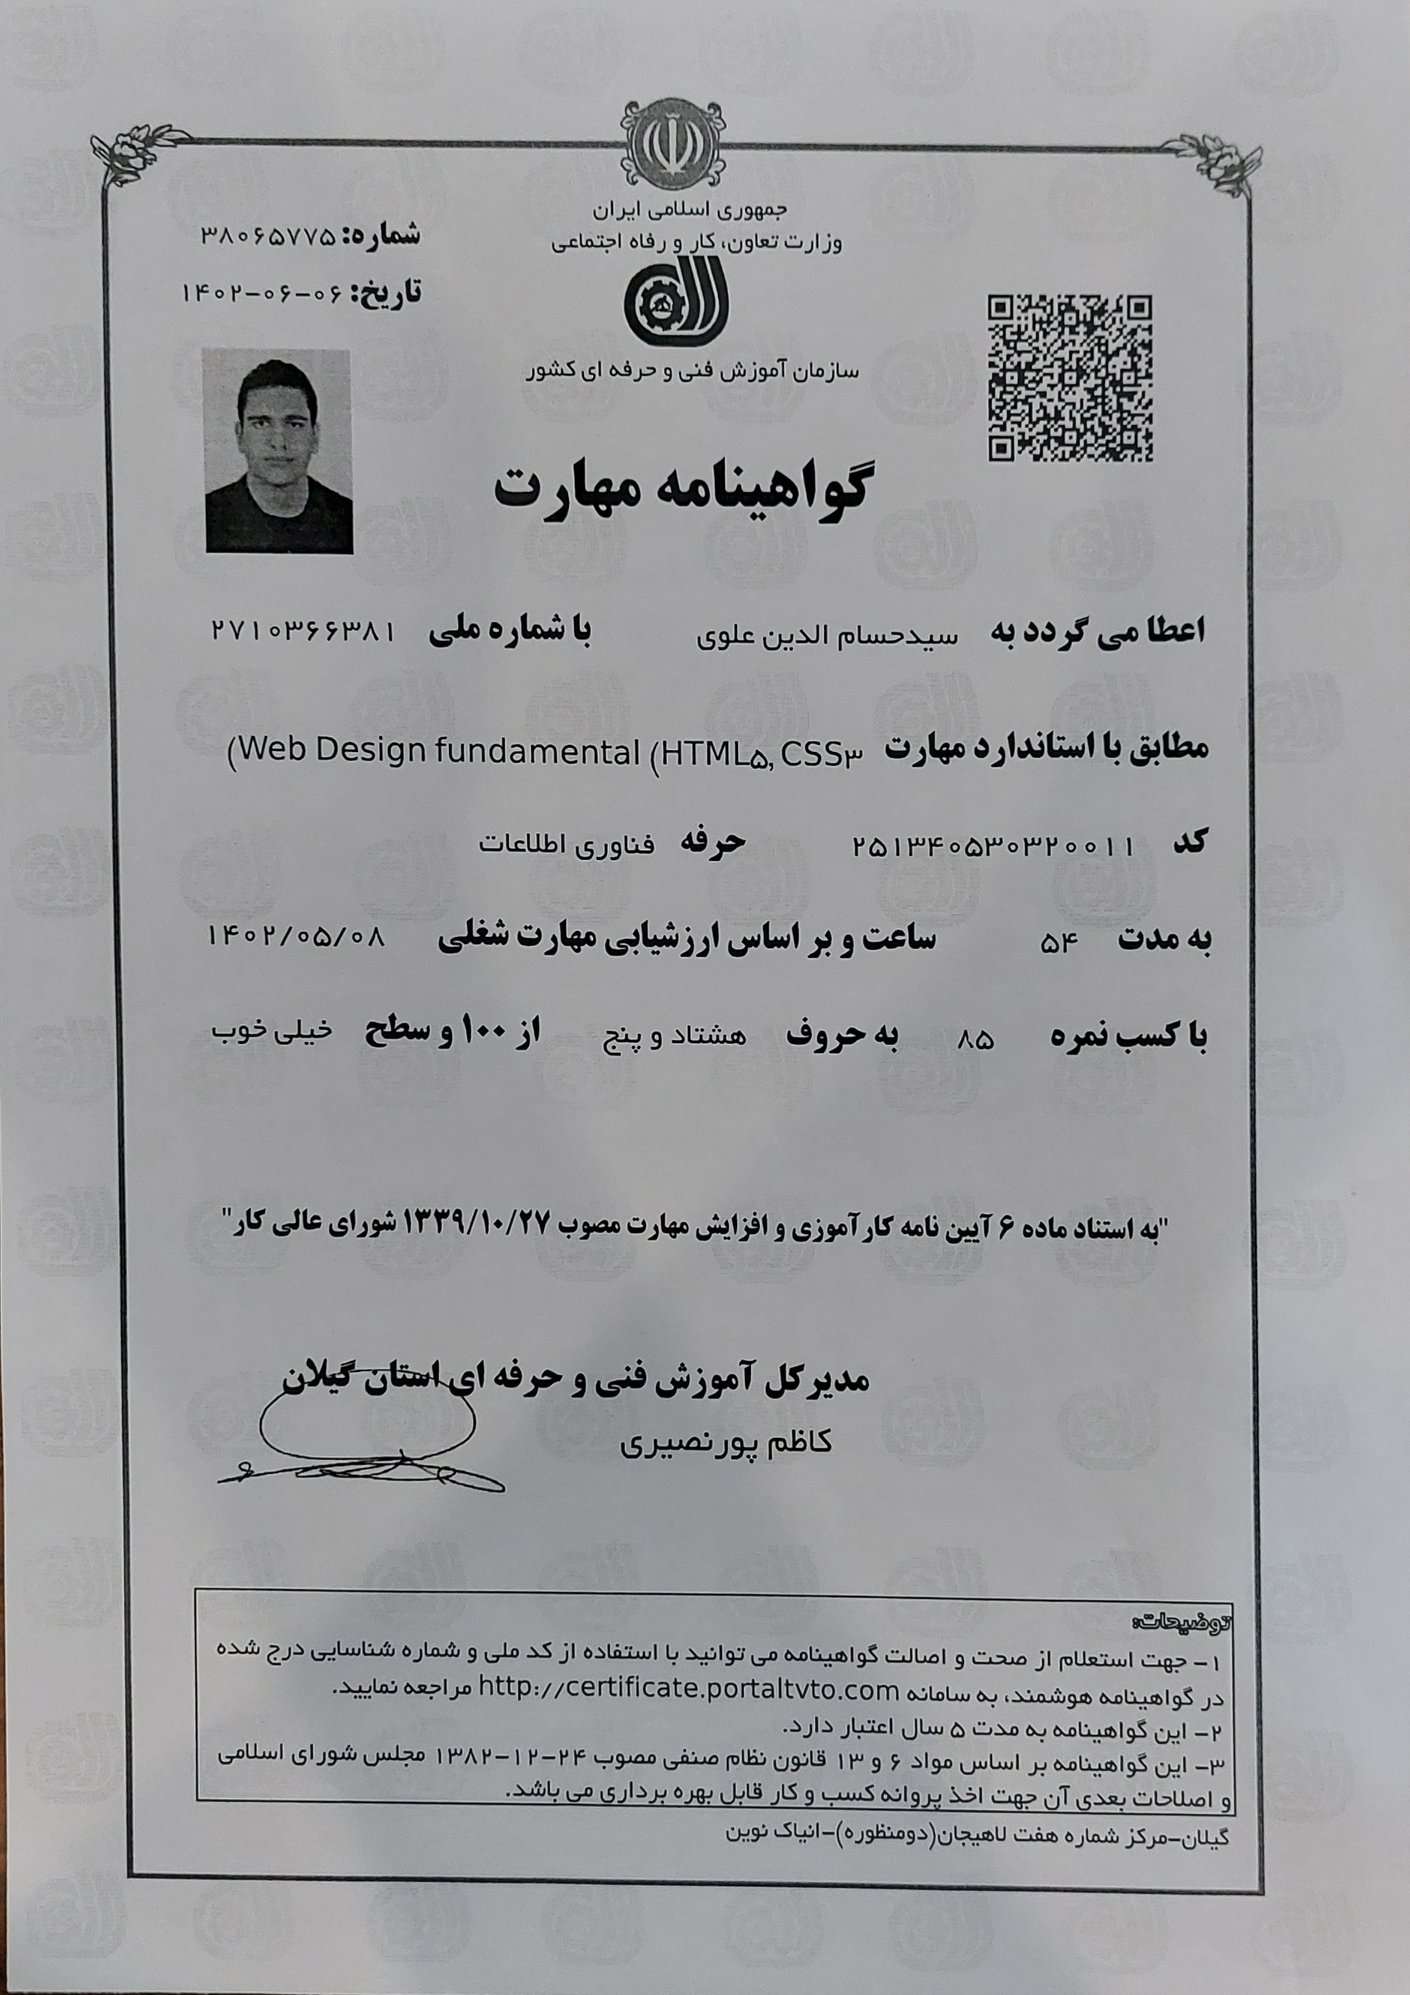 جمهوری اسلامی ایران
وزارت تعاون، کار و رفاه اجتماعی
سازمان آموزش فنی و حرفه ای کشور
شماره: ۳۸۰۶۵۷۷۵
تاریخ: ۱۴۰۲-۰۶-۰۶
گواهینامه مهارت
اعطا می گردد به سیدحسام الدین علوی با شماره ملی ۲۷۱۰۳۶۶۳۸۱
مطابق با استاندارد مهارت Web Design fundamental (HTML۵, CSS۳)
کد ۲۵۱۳۴۰۵۳۰۳۲۰۰۱۱ حرفه فناوری اطلاعات
به مدت ۵۴ ساعت و بر اساس ارزشیابی مهارت شغلی ۱۴۰۲/۰۵/۰۸
با کسب نمره ۸۵ به حروف هشتاد و پنج از ۱۰۰ و سطح خیلی خوب
"به استناد ماده ۶ آیین نامه کارآموزی و افزایش مهارت مصوب ۱۳۳۹/۱۰/۲۷ شورای عالی کار"
مدیرکل آموزش فنی و حرفه ای استان گیلان
کاظم پورنصیری
توضیحات:
۱- جهت استعلام از صحت و اصالت گواهینامه می توانید با استفاده از کد ملی و شماره شناسایی درج شده
در گواهینامه هوشمند، به سامانه http://certificate.portaltvto.com مراجعه نمایید.
۲- این گواهینامه به مدت ۵ سال اعتبار دارد.
۳- این گواهینامه بر اساس مواد ۶ و ۱۳ قانون نظام صنفی مصوب ۲۴-۱۲-۱۳۸۲ مجلس شورای اسلامی
و اصلاحات بعدی آن جهت اخذ پروانه کسب و کار قابل بهره برداری می باشد.
گیلان-مرکز شماره هفت لاهیجان(دومنظوره)-انیاک نوین